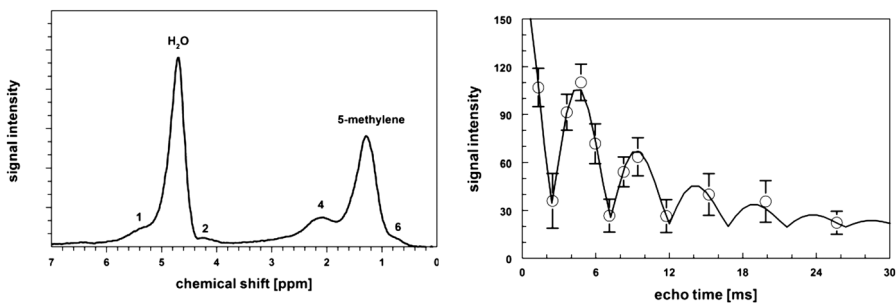 H2O
5-methylene
1
2
4
6
signal intensity
7 6 5 4 3 2 1 0
chemical shift [ppm]
150
120
90
60
30
0
signal intensity
0 6 12 18 24 30
echo time [ms]